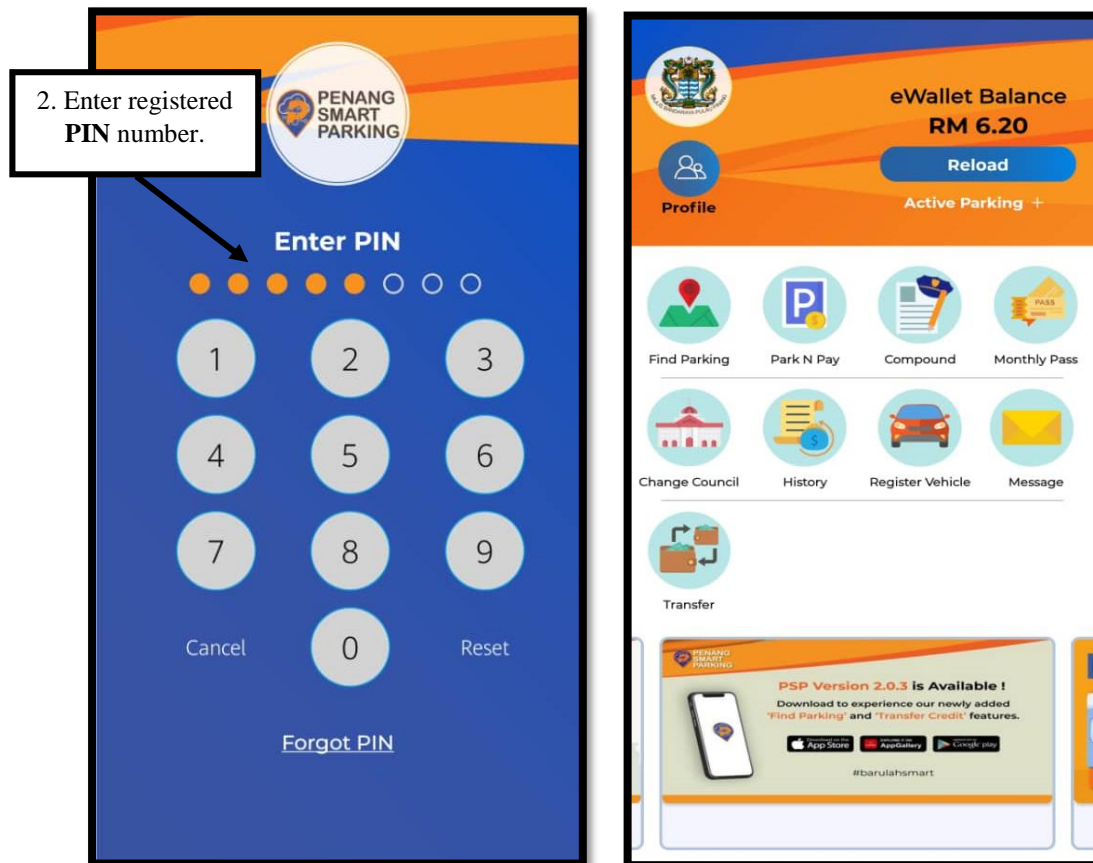 2. Enter registered
PIN number.
PENANG
SMART
PARKING
Enter PIN
1 2 3
4 5 6
7 8 9
Cancel 0 Reset
Forgot PIN
eWallet Balance
RM 6.20
Reload
Profile
Active Parking +
Find Parking Park N Pay Compound Monthly Pass
P
PASS
Change Council History Register Vehicle Message
Transfer
PENANG
SMART
PARKING
PSP Version 2.0.3 is Available !
Download to experience our newly added
'Find Parking' and 'Transfer Credit' features.
App Store AppGallery Google play
#barulahsmart